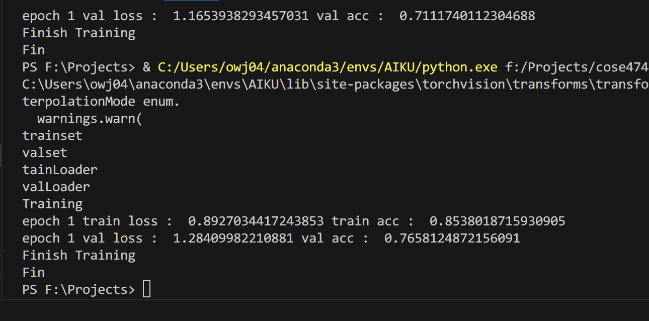 epoch 1 val loss :  1.1653938293457031 val acc :  0.7111740112304688
Finish Training
Fin
PS F:\Projects> & C:/Users/owj04/anaconda3/envs/AIKU/python.exe f:/Projects/cose474
C:\Users\owj04\anaconda3\envs\AIKU\lib\site-packages\torchvision\transforms\transfo
terpolationMode enum.
  warnings.warn(
trainset
valset
tainLoader
valLoader
Training
epoch 1 train loss :  0.8927034417243853 train acc :  0.8538018715930905
epoch 1 val loss :  1.28409982210881 val acc :  0.7658124872156091
Finish Training
Fin
PS F:\Projects>